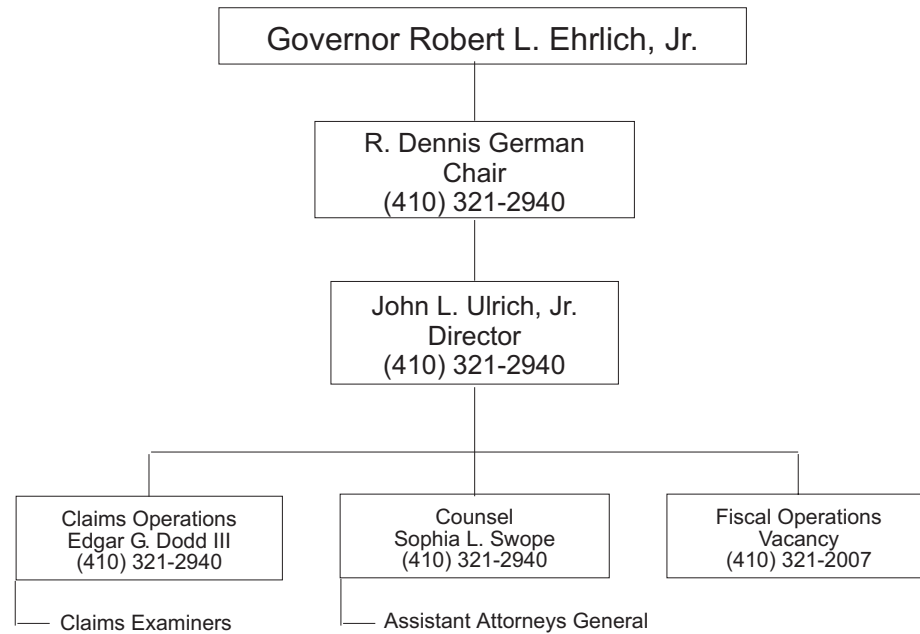 Governor Robert L. Ehrlich, Jr.
R. Dennis German
Chair
(410) 321-2940
John L. Ulrich, Jr.
Director
(410) 321-2940
Claims Operations
Edgar G. Dodd III
(410) 321-2940
Claims Examiners
Counsel
Sophia L. Swope
(410) 321-2940
Assistant Attorneys General
Fiscal Operations
Vacancy
(410) 321-2007